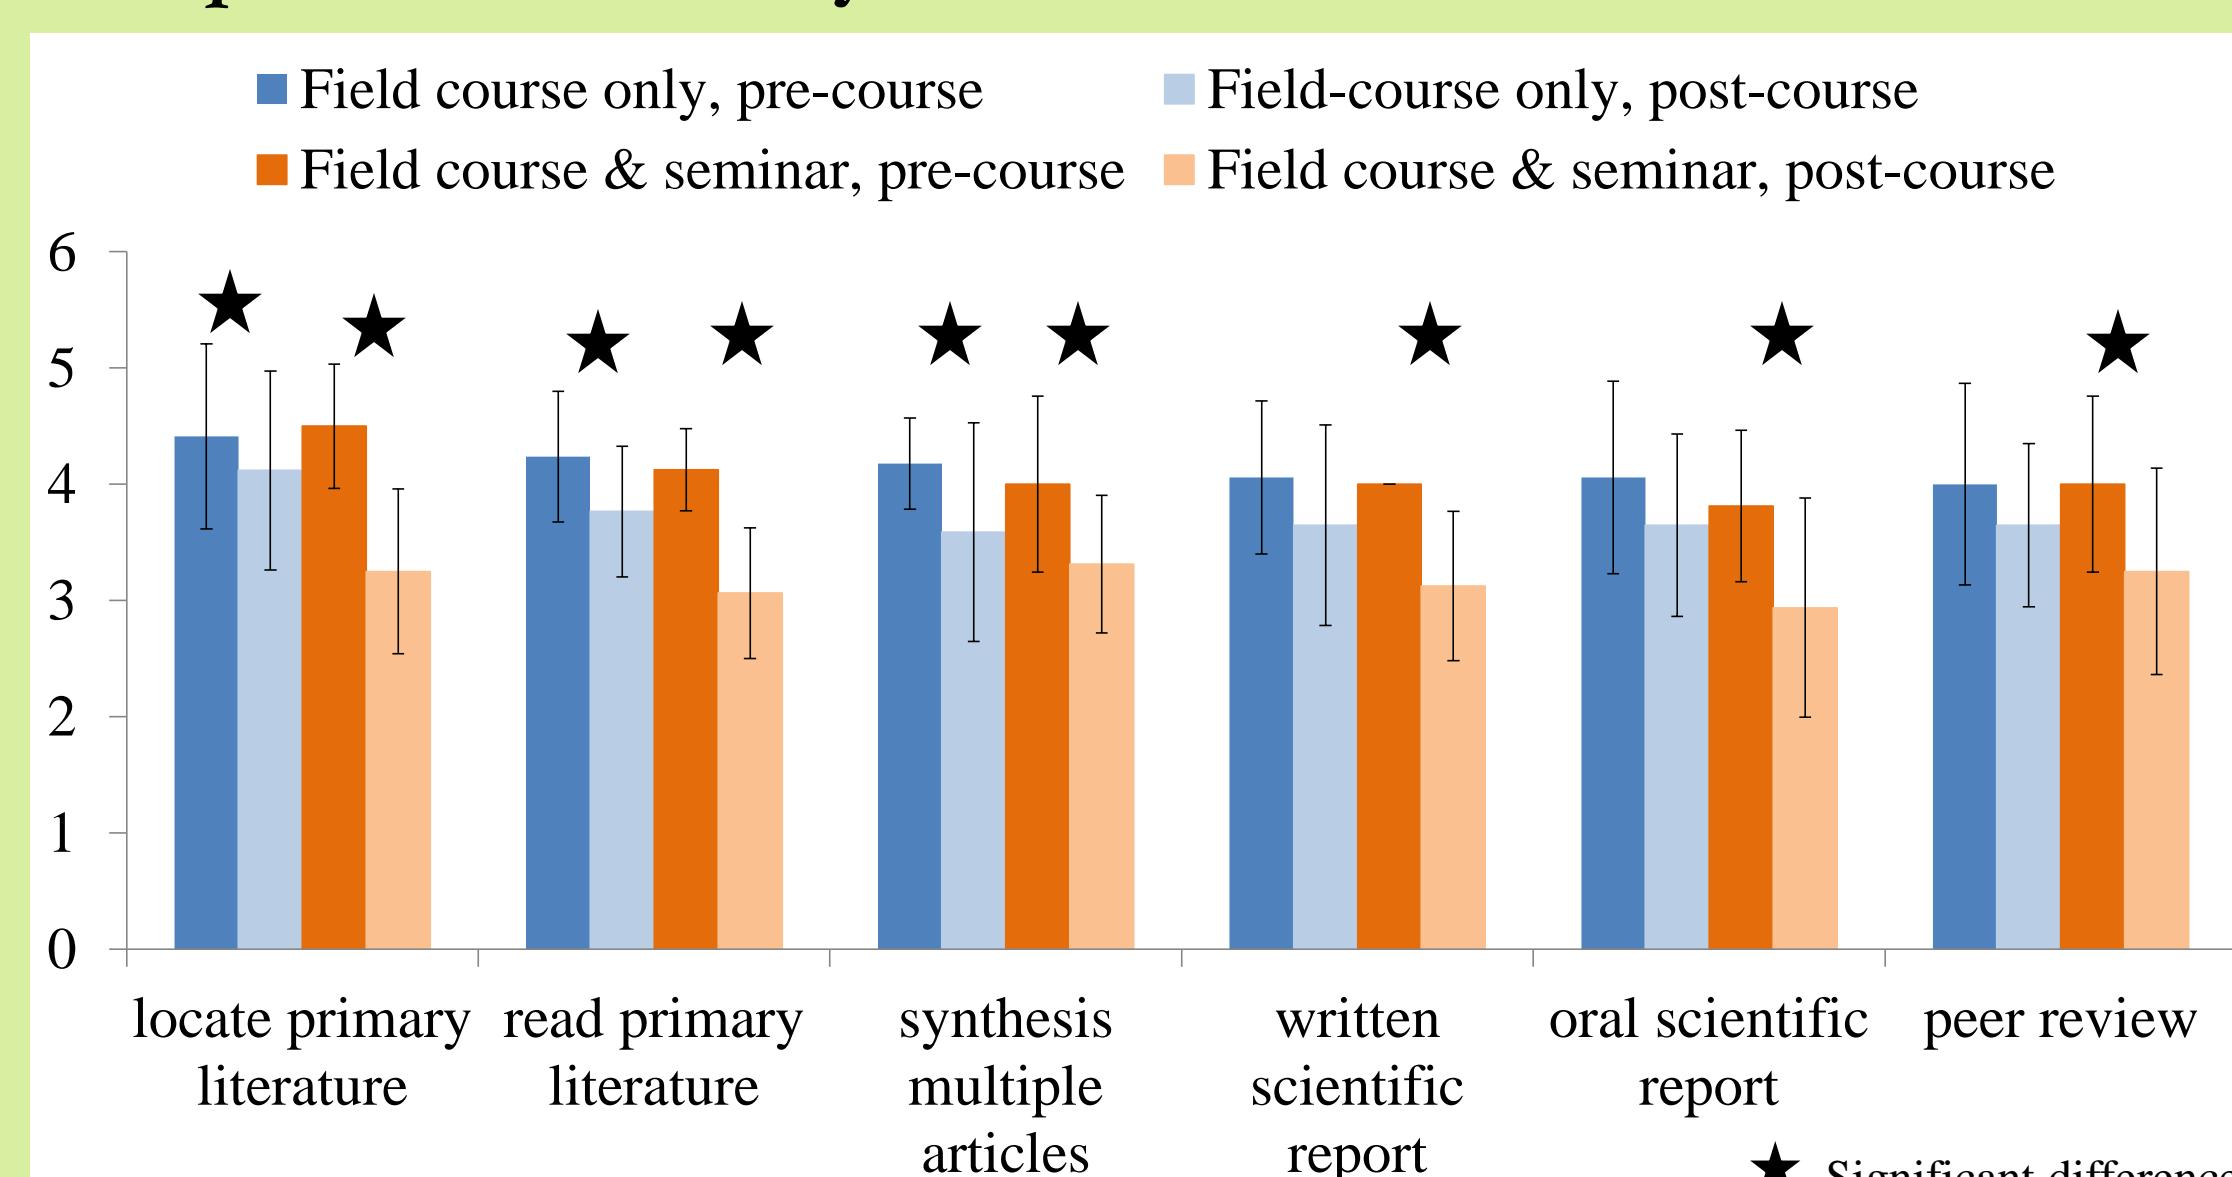 Field course only, pre-course
Field-course only, post-course
Field course & seminar, pre-course
Field course & seminar, post-course
6
5
4
3
2
1
0
locate primary
literature
read primary
literature
synthesis
multiple
articles
written
scientific
report
oral scientific
report
peer review
Significant difference